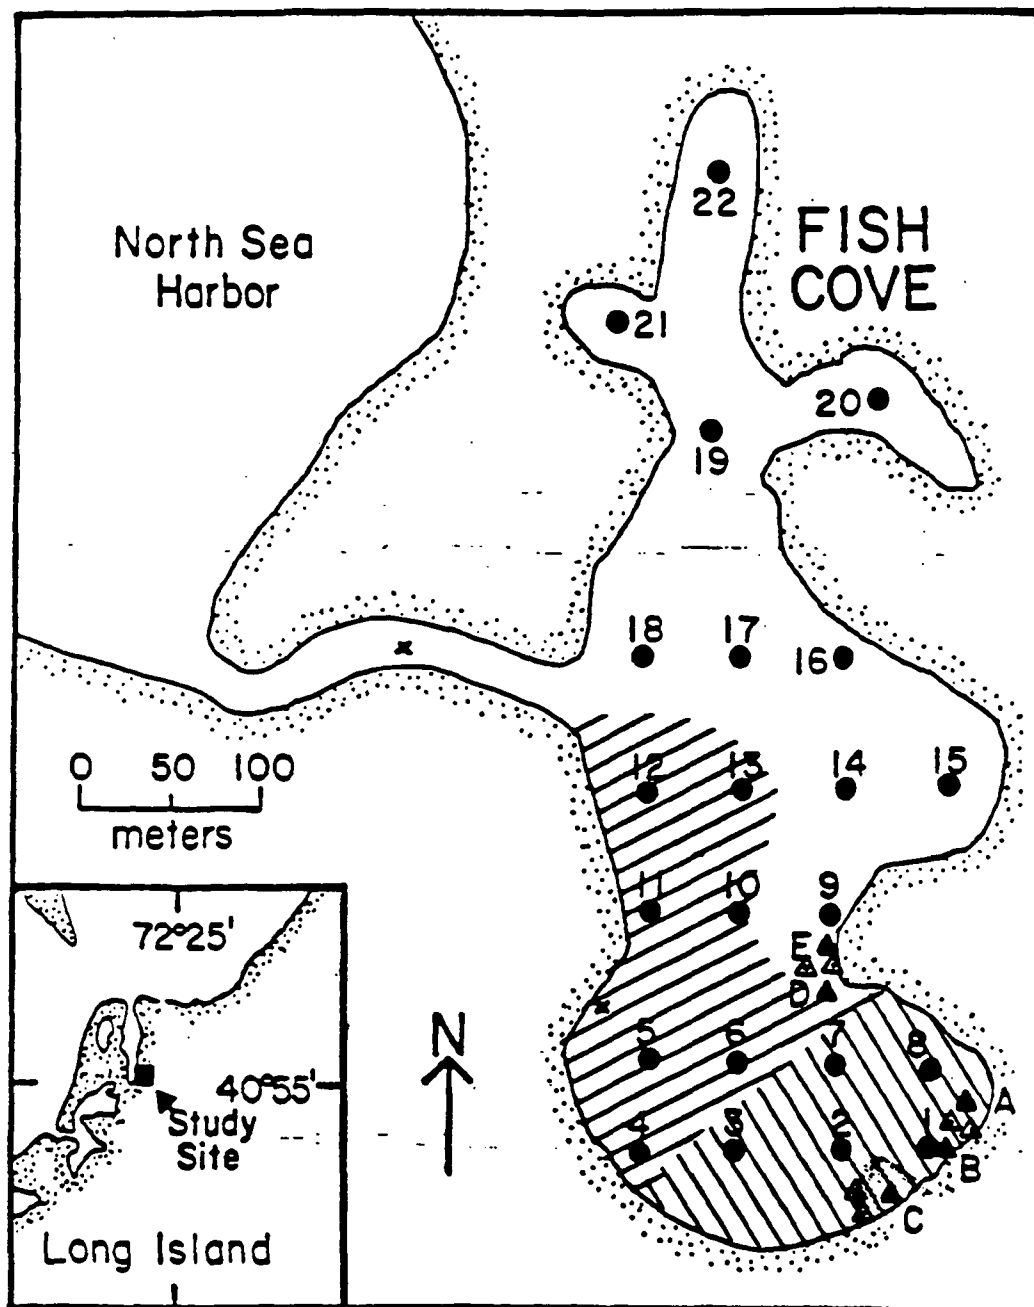 22
FISH
COVE
North Sea
Harbor
21
20
19
18
17
16
0 50 100
meters
12
13
14
15
11
10
9
E
D
72°25'
40°55'
Study
Site
Long Island
N
5
6
7
8
A
4
3
2
1
B
C
x
x